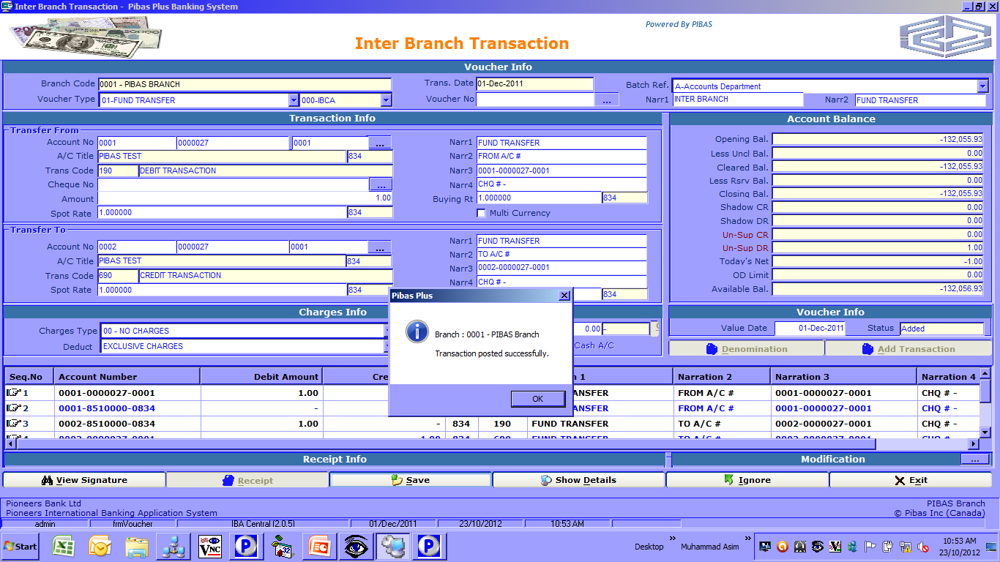 Inter Branch Transaction - Pibas Plus Banking System
Powered By PIBAS
Inter Branch Transaction
Voucher Info
Branch Code 0001 - PIBAS BRANCH Trans. Date 01-Dec-2011 Batch Ref. A-Accounts Department
Voucher Type 01-FUND TRANSFER 000-IBCA Voucher No ... Narr1 INTER BRANCH Narr2 FUND TRANSFER
Transaction Info
Transfer From
Account No 0001 0000027 0001 ... Narr1 FUND TRANSFER
A/C Title PIBAS TEST 834 Narr2 FROM A/C #
Trans Code 190 DEBIT TRANSACTION Narr3 0001-0000027-0001
Cheque No ... Narr4 CHQ # -
Amount 1.00 Buying Rt 1.000000 834
Spot Rate 1.000000 834 Multi Currency
Transfer To
Account No 0002 0000027 0001 ... Narr1 FUND TRANSFER
A/C Title PIBAS TEST 834 Narr2 TO A/C #
Trans Code 690 CREDIT TRANSACTION Narr3 0002-0000027-0001
Narr4 CHQ # -
Spot Rate 1.000000 834 834
Account Balance
Opening Bal. -132,055.93
Less Uncl Bal. 0.00
Cleared Bal. -132,055.93
Less Rsrv Bal. 0.00
Closing Bal. -132,055.93
Shadow CR 0.00
Shadow DR 0.00
Un-Sup CR 0.00
Un-Sup DR 1.00
Today's Net -1.00
OD Limit 0.00
Available Bal. -132,056.93
Charges Info
Charges Type 00 - NO CHARGES 0.00 -
Deduct EXCLUSIVE CHARGES Cash A/C
Voucher Info
Value Date 01-Dec-2011 Status Added
Denomination Add Transaction
Pibas Plus
Branch : 0001 - PIBAS Branch
Transaction posted successfully.
OK
Seq.No Account Number Debit Amount Cre 1 Narration 2 Narration 3 Narration 4
1 0001-0000027-0001 1.00 ANSFER FROM A/C # 0001-0000027-0001 CHQ # -
2 0001-8510000-0834 - ANSFER FROM A/C # 0001-0000027-0001 CHQ # -
3 0002-8510000-0834 1.00 - 834 190 FUND TRANSFER TO A/C # 0002-0000027-0001 CHQ # -
4 0002-0000027-0001 1.00 834 690 FUND TRANSFER TO A/C # 0002-0000027-0001 CHQ # -
Receipt Info
Modification ...
View Signature Receipt Save Show Details Ignore Exit
Pioneers Bank Ltd PIBAS Branch
Pioneers International Banking Application System © Pibas Inc (Canada)
admin frmVoucher IBA Central (2.0.5) 01/Dec/2011 23/10/2012 10:53 AM
Start VNC P P Desktop » Muhammad Asim » 10:53 AM
23/10/2012